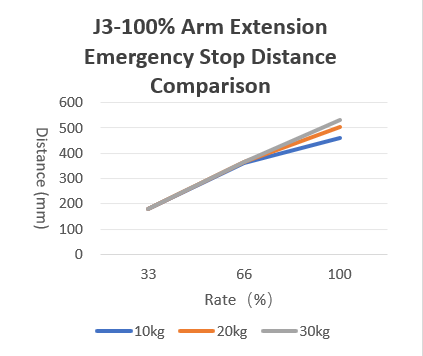 J3-100% Arm Extension
Emergency Stop Distance
Comparison
600
500
400
300
200
100
0
Distance (mm)
33 66 100
Rate（%）
10kg 20kg 30kg